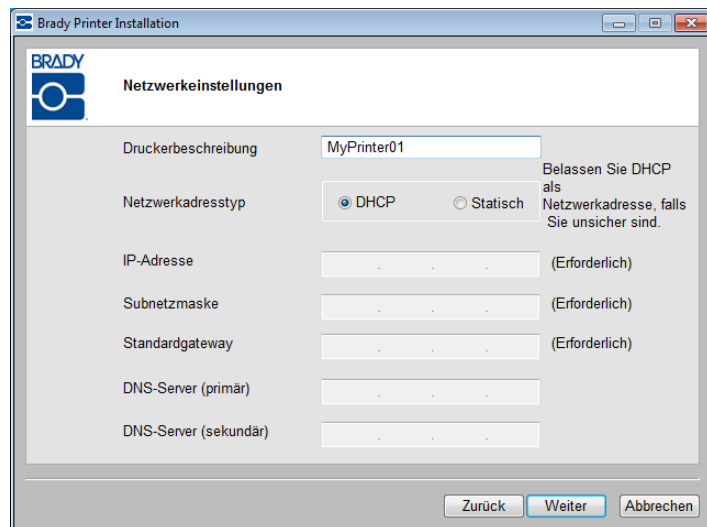 Brady Printer Installation
BRADY
Netzwerkeinstellungen
Druckerbeschreibung
MyPrinter01
Netzwerkadresstyp
DHCP
Statisch
Belassen Sie DHCP
als
Netzwerkadresse, falls
Sie unsicher sind.
IP-Adresse
(Erforderlich)
Subnetzmaske
(Erforderlich)
Standardgateway
(Erforderlich)
DNS-Server (primär)
DNS-Server (sekundär)
Zurück
Weiter
Abbrechen